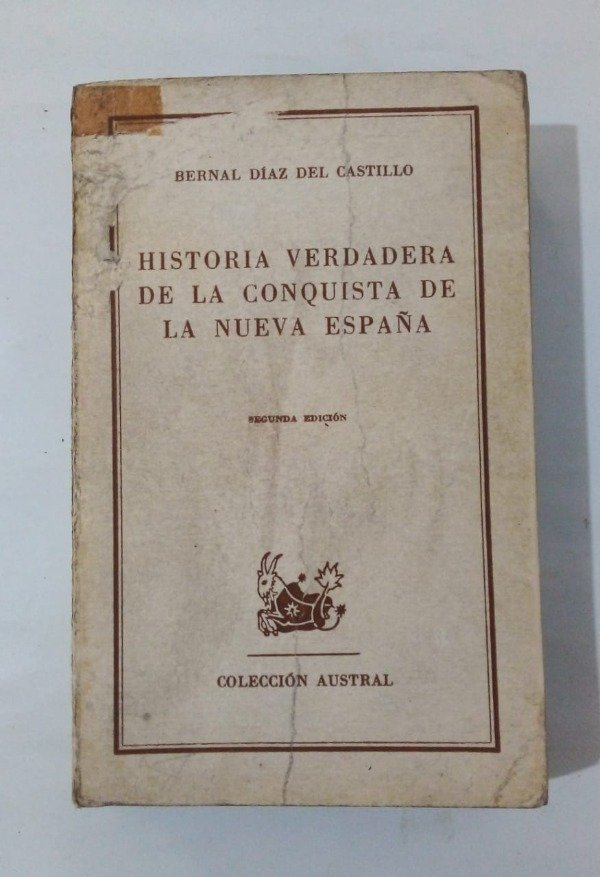 BERNAL DÍAZ DEL CASTILLO
HISTORIA VERDADERA
DE LA CONQUISTA DE
LA NUEVA ESPAÑA
SEGUNDA EDICIÓN
COLECCIÓN AUSTRAL